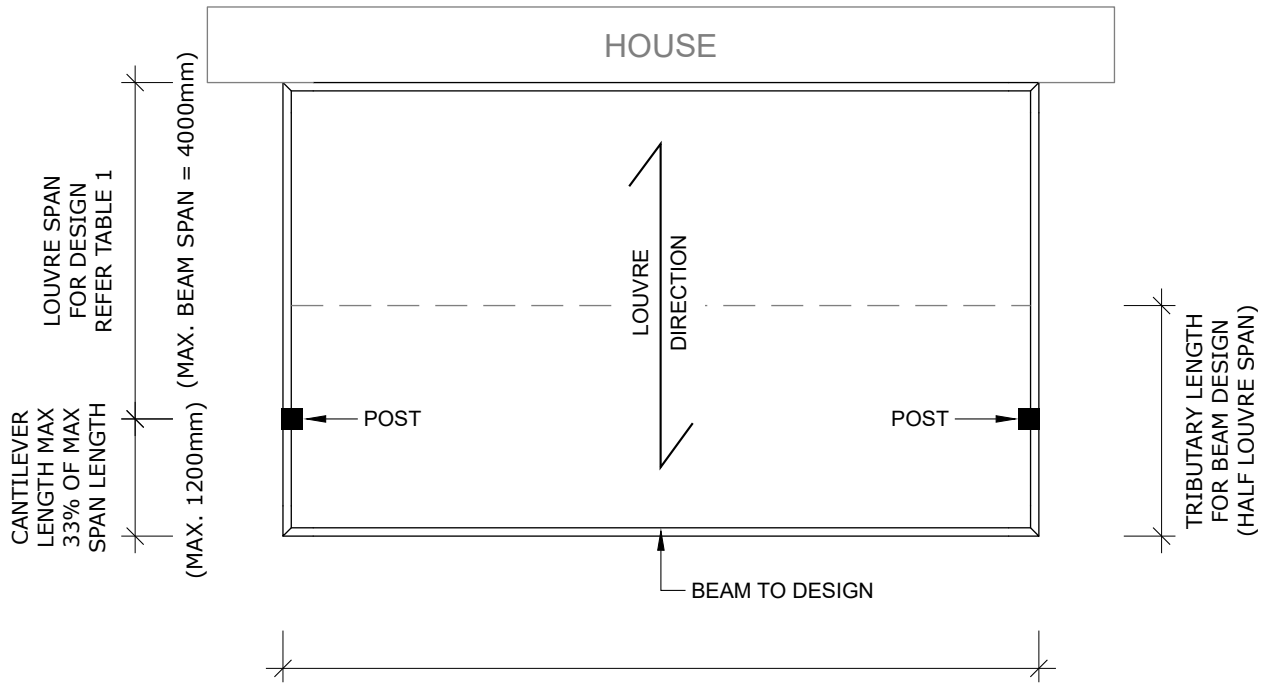 HOUSE
LOUVRE SPAN
FOR DESIGN
REFER TABLE 1
(MAX. BEAM SPAN = 4000mm)
LOUVRE
DIRECTION
CANTILEVER
LENGTH MAX
33% OF MAX
SPAN LENGTH
(MAX. 1200mm)
POST
POST
TRIBUTARY LENGTH
FOR BEAM DESIGN
(HALF LOUVRE SPAN)
BEAM TO DESIGN